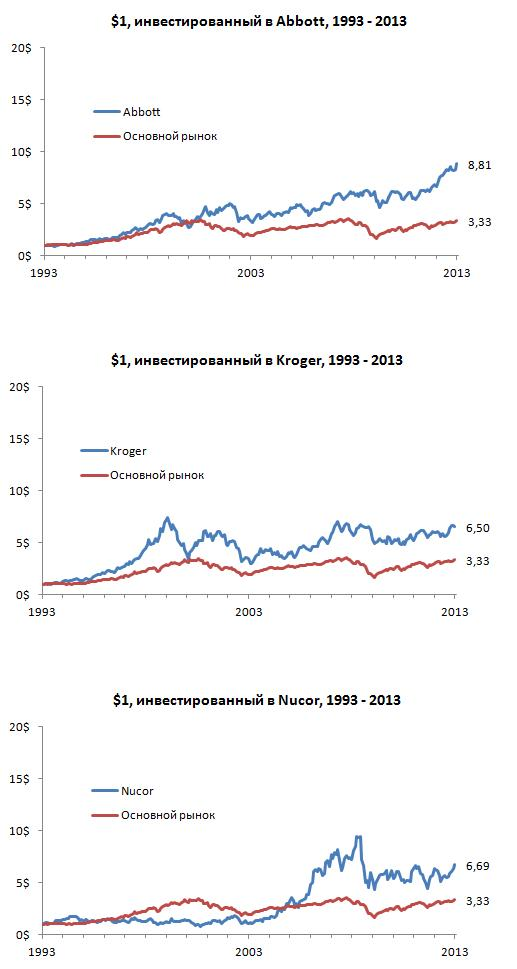 $1, инвестированный в Abbott, 1993 - 2013
20$
15$
Abbott
Основной рынок
10$
8,81
5$
3,33
0$
1993 2003 2013
$1, инвестированный в Kroger, 1993 - 2013
20$
15$
Kroger
Основной рынок
10$
6,50
5$
3,33
0$
1993 2003 2013
$1, инвестированный в Nucor, 1993 - 2013
20$
15$
Nucor
Основной рынок
10$
6,69
5$
3,33
0$
1993 2003 2013